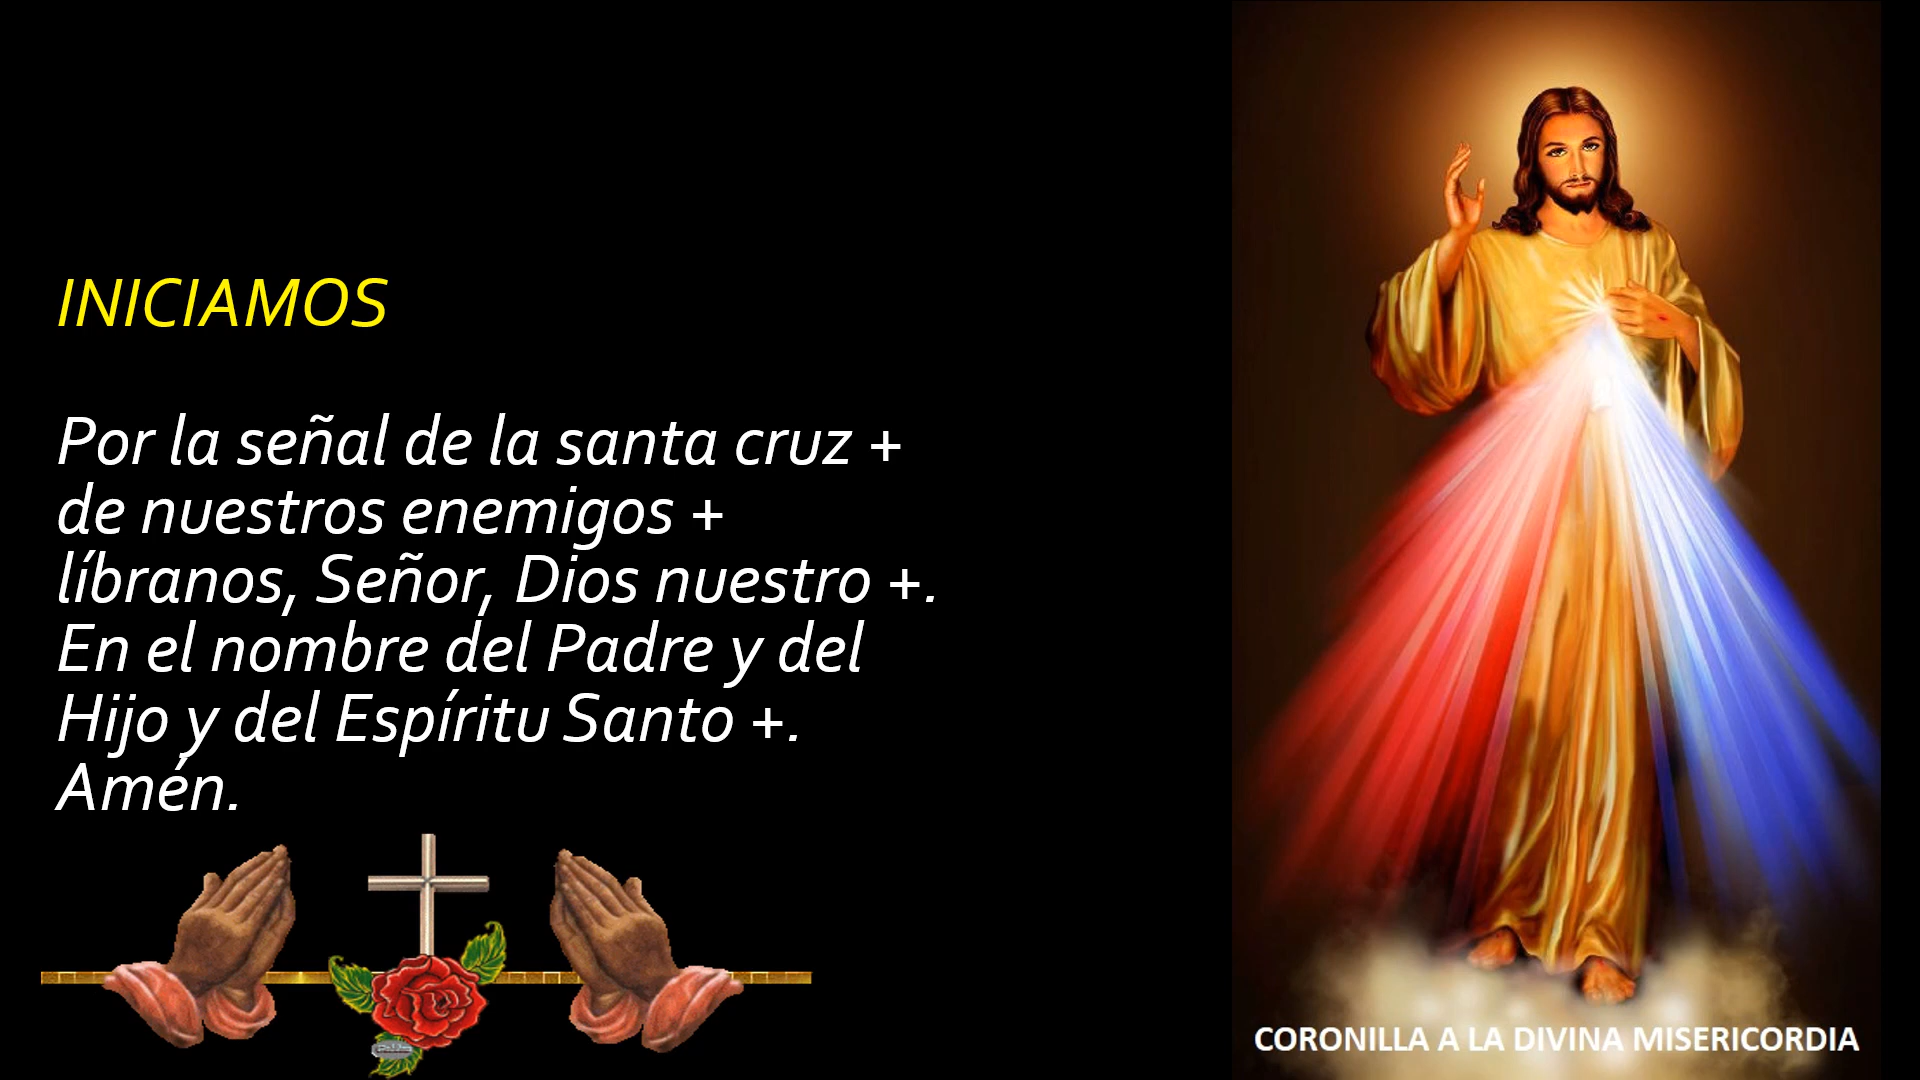 INICIAMOS
Por la señal de la santa cruz +
de nuestros enemigos +
líbranos, Señor, Dios nuestro +.
En el nombre del Padre y del
Hijo y del Espíritu Santo +.
Amén.
CORONILLA A LA DIVINA MISERICORDIA